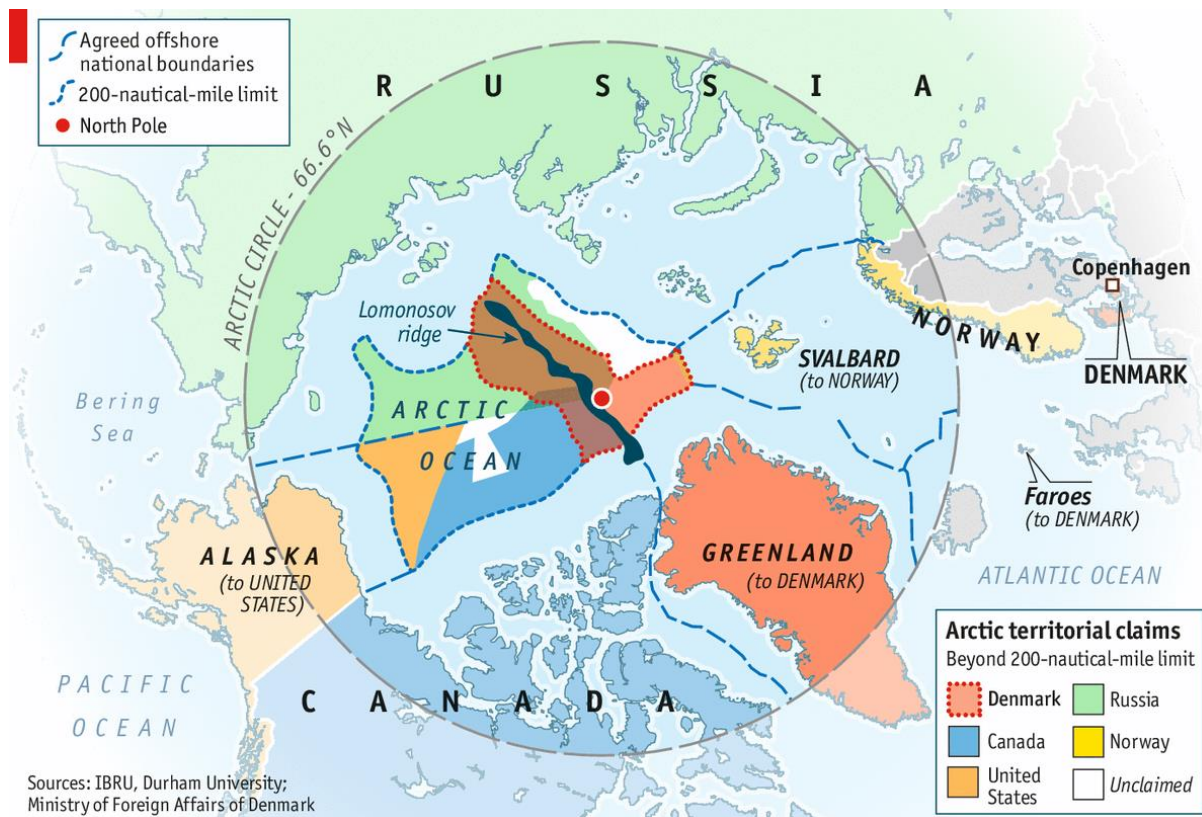 Agreed offshore
national boundaries
200-nautical-mile limit
North Pole
RUSSIA
ARCTIC CIRCLE - 66.6°N
Lomonosov
ridge
ARCTIC
OCEAN
Bering
Sea
SVALBARD
(to NORWAY)
NORWAY
Copenhagen
DENMARK
Faroes
(to DENMARK)
ALASKA
(to UNITED
STATES)
GREENLAND
(to DENMARK)
ATLANTIC OCEAN
PACIFIC
OCEAN
CANADA
Arctic territorial claims
Beyond 200-nautical-mile limit
Denmark
Russia
Canada
Norway
United
States
Unclaimed
Sources: IBRU, Durham University;
Ministry of Foreign Affairs of Denmark